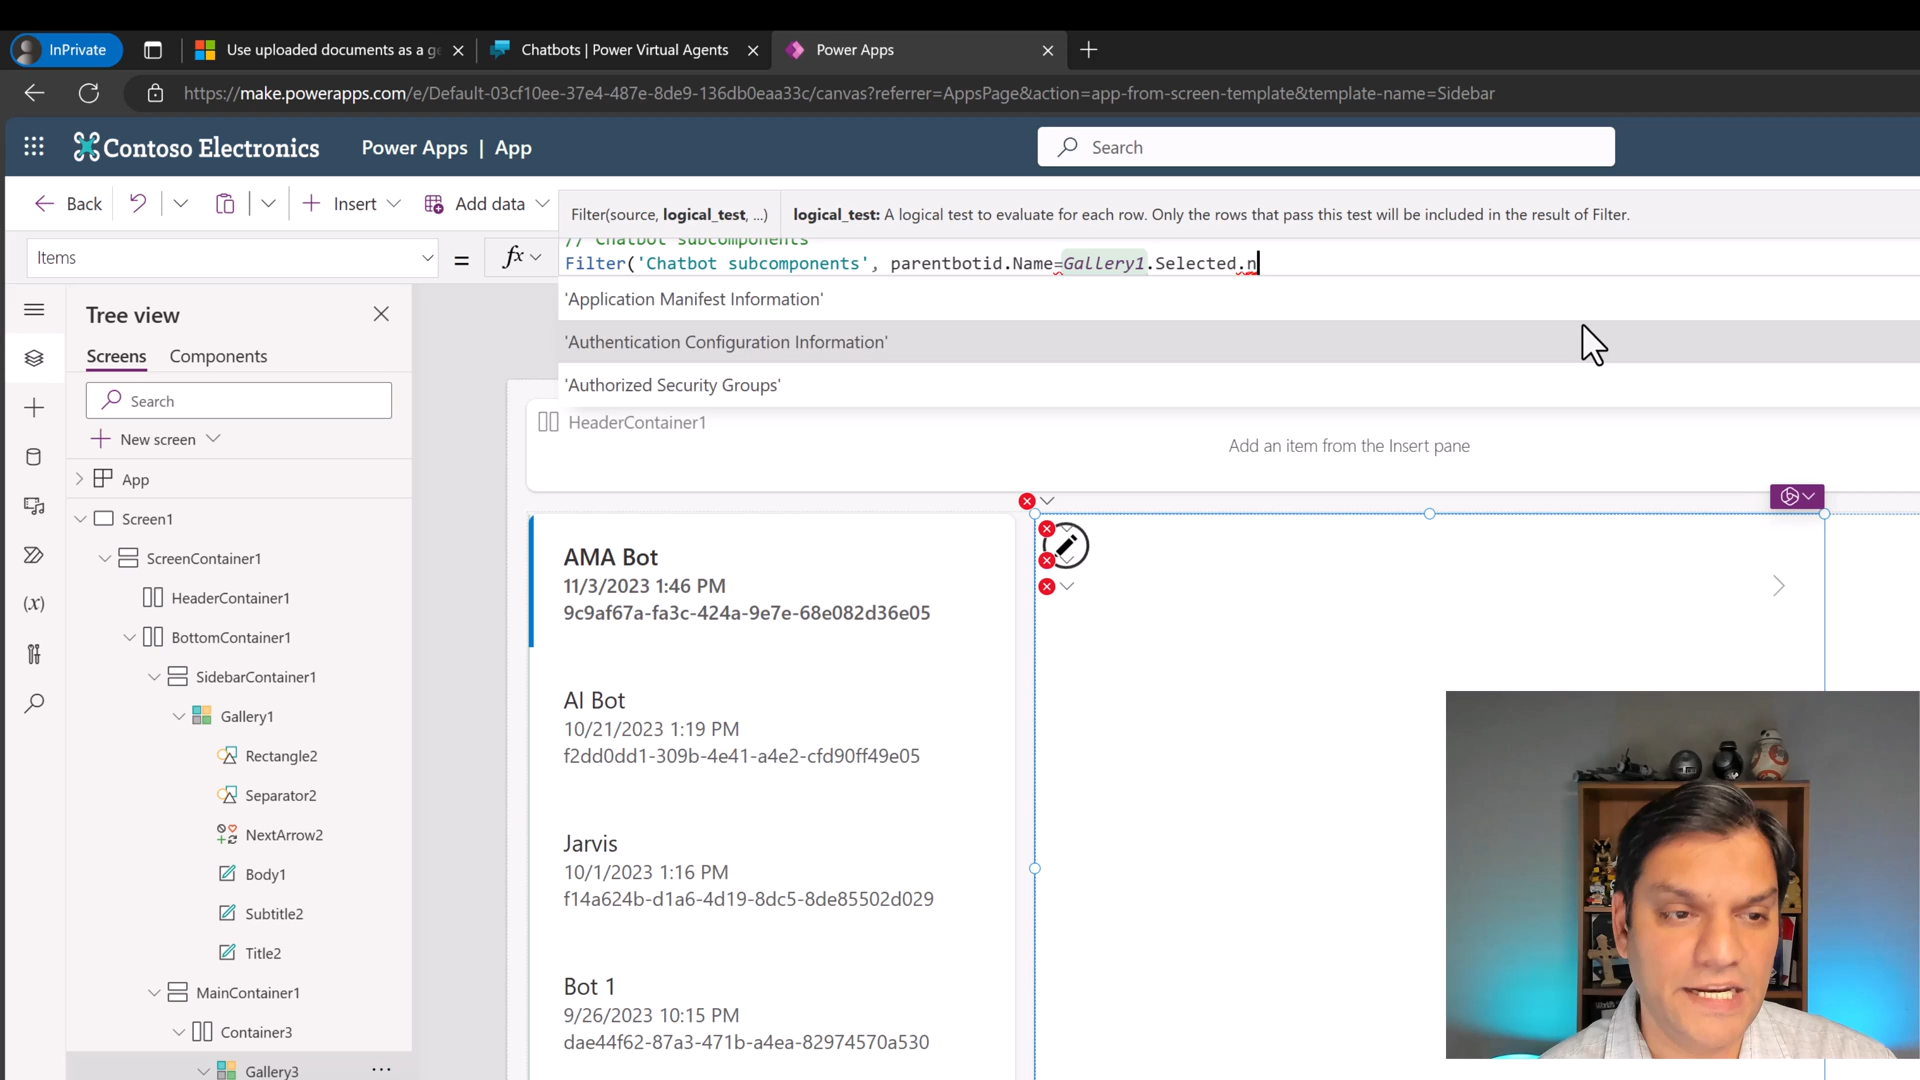 InPrivate
Use uploaded documents as a ge
Chatbots | Power Virtual Agents
Power Apps
https://make.powerapps.com/e/Default-03cf10ee-37e4-487e-8de9-136db0eaa33c/canvas?referrer=AppsPage&action=app-from-screen-template&template-name=Sidebar
Contoso Electronics
Power Apps | App
Search
Back
Insert
Add data
Filter(source, logical_test, ...)
logical_test: A logical test to evaluate for each row. Only the rows that pass this test will be included in the result of Filter.
Items
=
fx
// Chatbot subcomponents
Filter('Chatbot subcomponents', parentbotid.Name=Gallery1.Selected.n
'Application Manifest Information'
'Authentication Configuration Information'
'Authorized Security Groups'
Tree view
Screens
Components
Search
New screen
App
Screen1
ScreenContainer1
HeaderContainer1
BottomContainer1
SidebarContainer1
Gallery1
Rectangle2
Separator2
NextArrow2
Body1
Subtitle2
Title2
MainContainer1
Container3
Gallery3
(x)
HeaderContainer1
Add an item from the Insert pane
AMA Bot
11/3/2023 1:46 PM
9c9af67a-fa3c-424a-9e7e-68e082d36e05
AI Bot
10/21/2023 1:19 PM
f2dd0dd1-309b-4e41-a4e2-cfd90ff49e05
Jarvis
10/1/2023 1:16 PM
f14a624b-d1a6-4d19-8dc5-8de85502d029
Bot 1
9/26/2023 10:15 PM
dae44f62-87a3-471b-a4ea-82974570a530